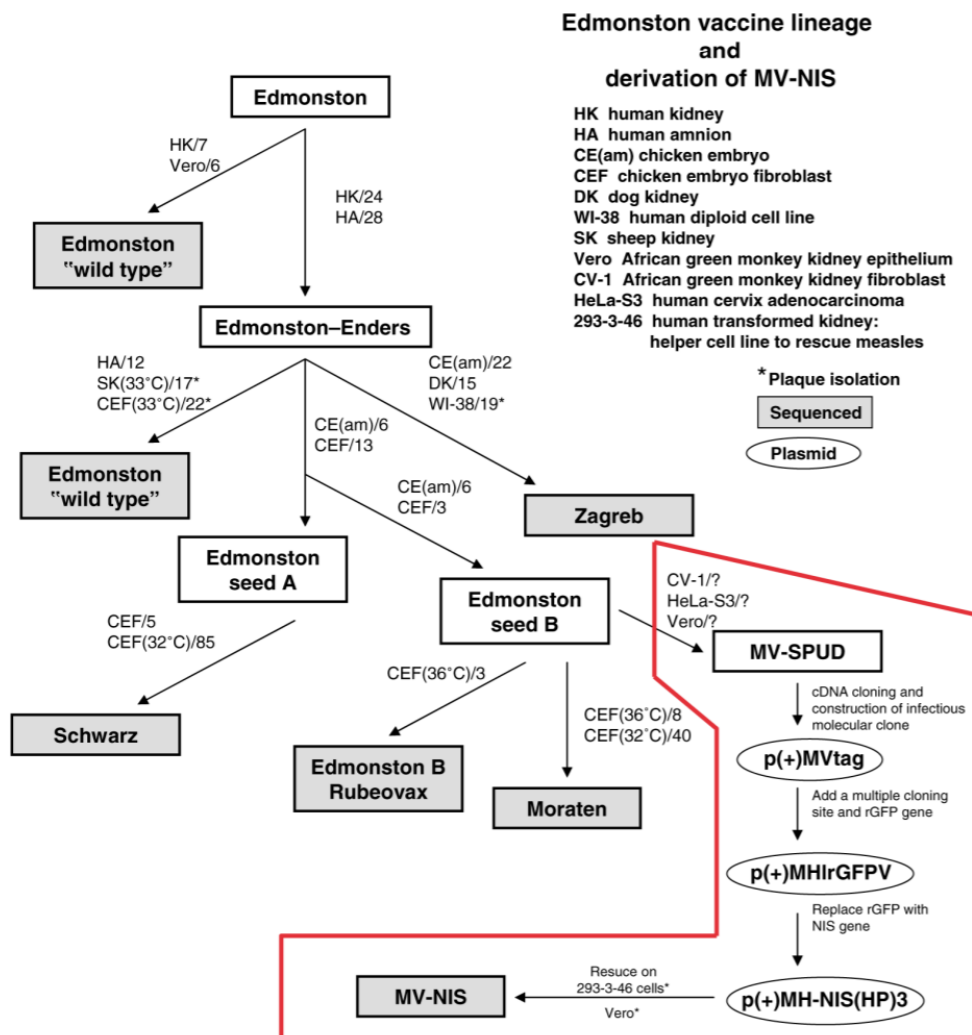 Edmonston vaccine lineage
and
derivation of MV-NIS
HK human kidney
HA human amnion
CE(am) chicken embryo
CEF chicken embryo fibroblast
DK dog kidney
WI-38 human diploid cell line
SK sheep kidney
Vero African green monkey kidney epithelium
CV-1 African green monkey kidney fibroblast
HeLa-S3 human cervix adenocarcinoma
293-3-46 human transformed kidney:
helper cell line to rescue measles
*Plaque isolation
Sequenced
Plasmid
Edmonston
HK/7
Vero/6
HK/24
HA/28
Edmonston
"wild type"
Edmonston–Enders
HA/12
SK(33°C)/17*
CEF(33°C)/22*
CE(am)/6
CEF/13
CE(am)/22
DK/15
WI-38/19*
Edmonston
"wild type"
CE(am)/6
CEF/3
Zagreb
Edmonston
seed A
Edmonston
seed B
CV-1/?
HeLa-S3/?
Vero/?
MV-SPUD
CEF/5
CEF(32°C)/85
Schwarz
CEF(36°C)/3
CEF(36°C)/8
CEF(32°C)/40
Edmonston B
Rubeovax
Moraten
cDNA cloning and
construction of infectious
molecular clone
p(+)MVtag
Add a multiple cloning
site and rGFP gene
p(+)MHIrGFPV
Replace rGFP with
NIS gene
p(+)MH-NIS(HP)3
Resuce on
293-3-46 cells*
Vero*
MV-NIS